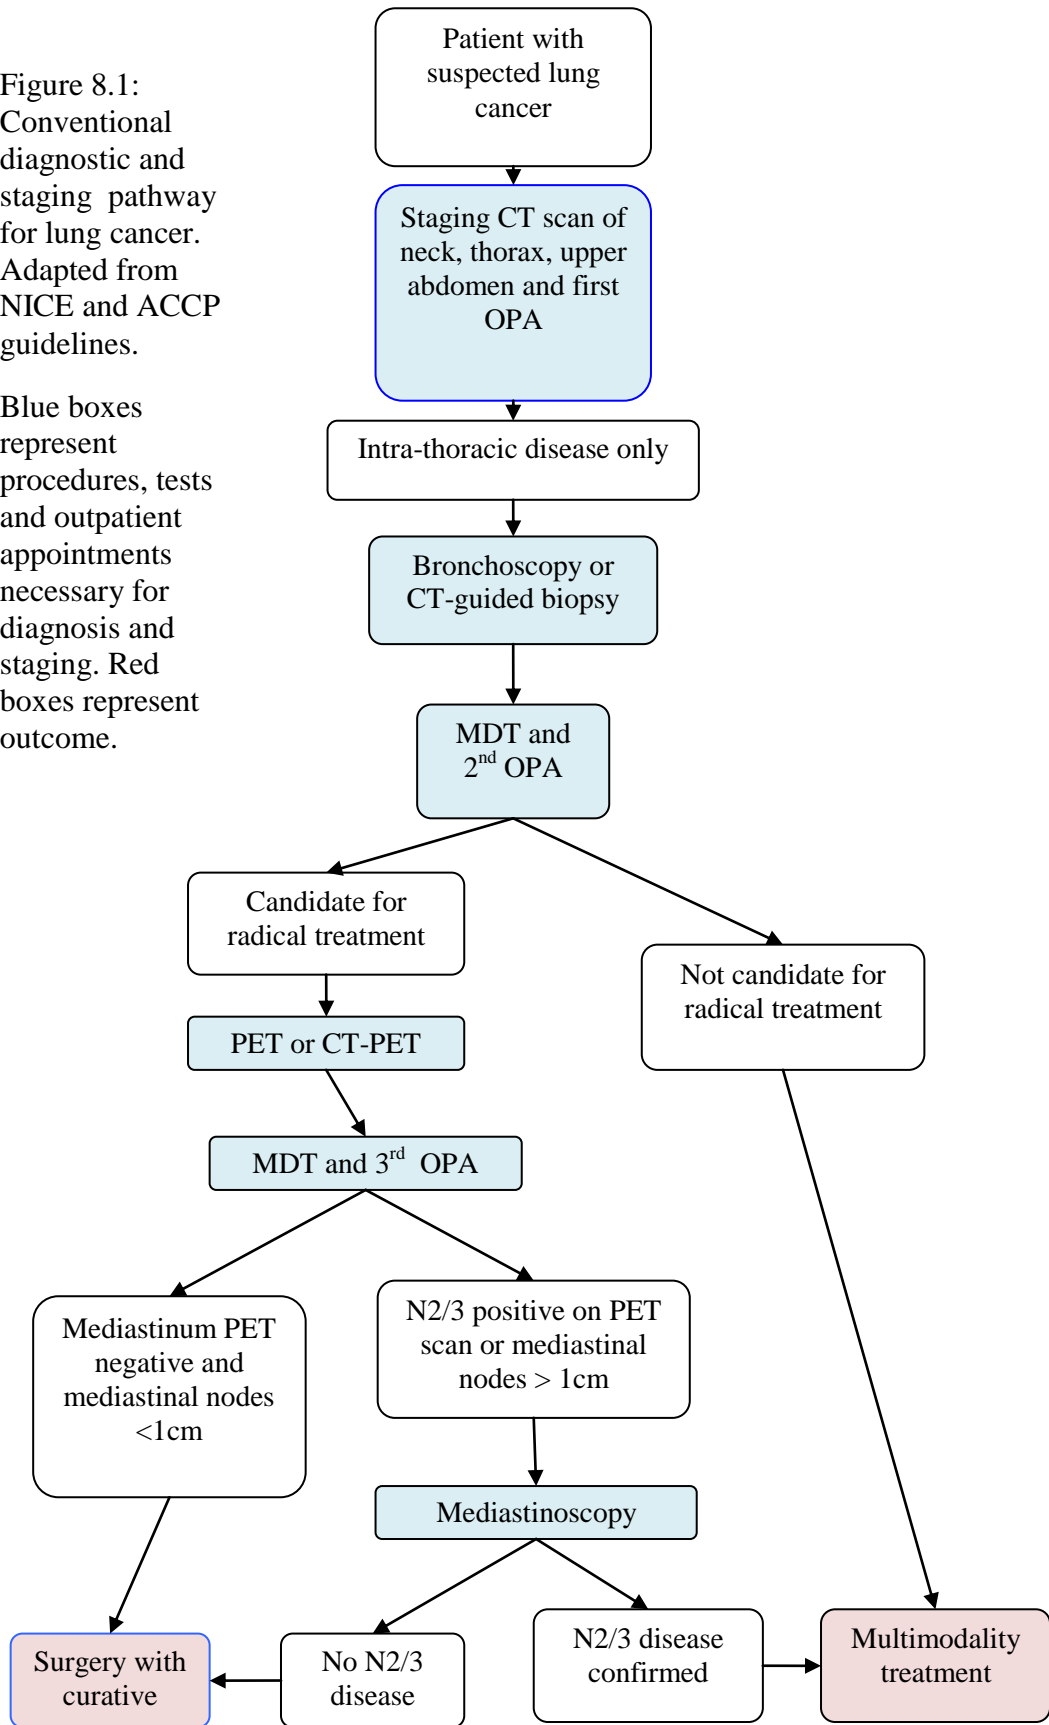 Figure 8.1:
Conventional
diagnostic and
staging pathway
for lung cancer.
Adapted from
NICE and ACCP
guidelines.
Blue boxes
represent
procedures, tests
and outpatient
appointments
necessary for
diagnosis and
staging. Red
boxes represent
outcome.
Patient with
suspected lung
cancer
Staging CT scan of
neck, thorax, upper
abdomen and first
OPA
Intra-thoracic disease only
Bronchoscopy or
CT-guided biopsy
MDT and
2nd OPA
Candidate for
radical treatment
Not candidate for
radical treatment
PET or CT-PET
MDT and 3rd OPA
Mediastinum PET
negative and
mediastinal nodes
<1cm
N2/3 positive on PET
scan or mediastinal
nodes > 1cm
Mediastinoscopy
Surgery with
curative
No N2/3
disease
N2/3 disease
confirmed
Multimodality
treatment